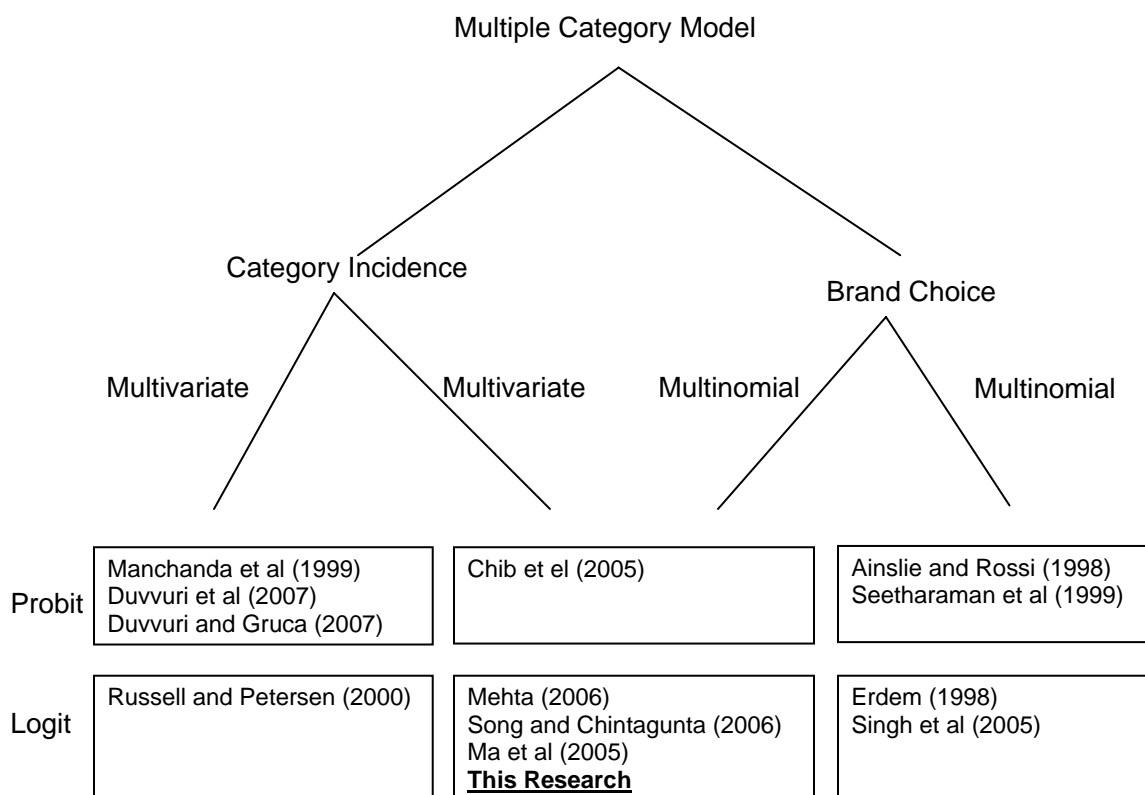 Multiple Category Model
Category Incidence
Brand Choice
Multivariate
Multivariate
Multinomial
Multinomial
Probit
Manchanda et al (1999)
Duvvuri et al (2007)
Duvvuri and Gruca (2007)
Chib et el (2005)
Ainslie and Rossi (1998)
Seetharaman et al (1999)
Logit
Russell and Petersen (2000)
Mehta (2006)
Song and Chintagunta (2006)
Ma et al (2005)
This Research
Erdem (1998)
Singh et al (2005)